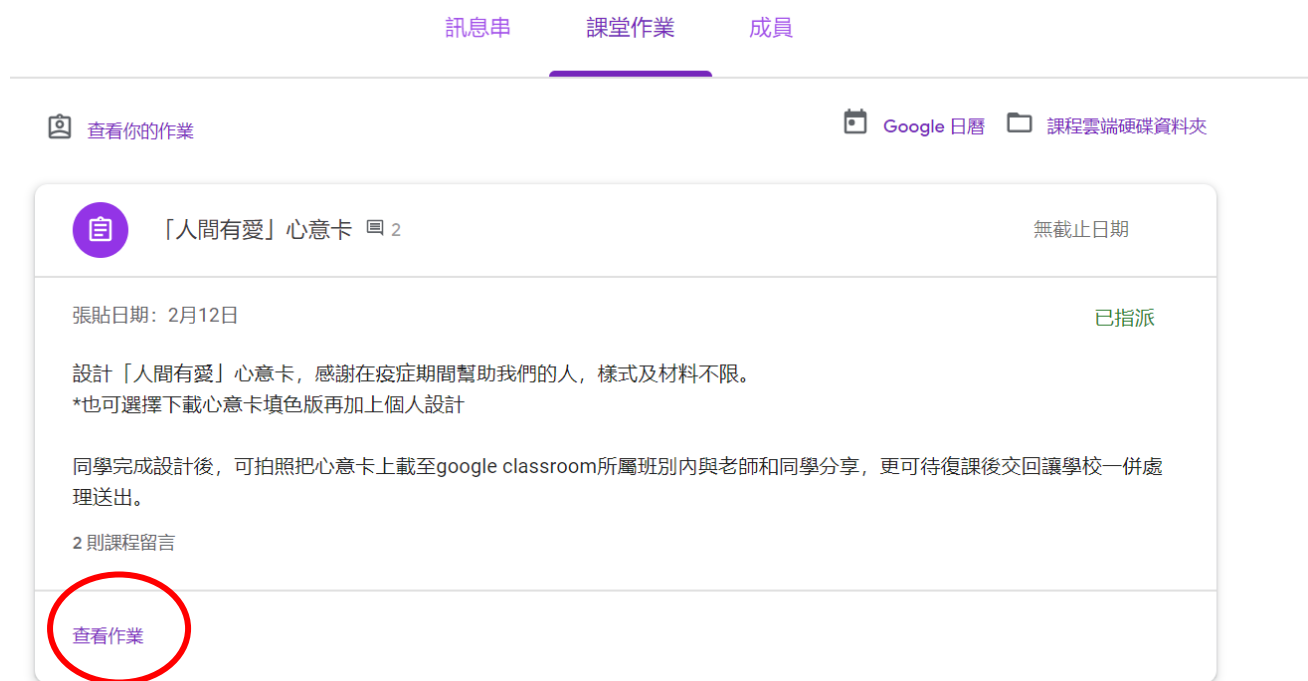 訊息串 課堂作業 成員
查看你的作業 Google 日曆 課程雲端硬碟資料夾
「人間有愛」心意卡 2 無截止日期
張貼日期：2月12日 已指派
設計「人間有愛」心意卡，感謝在疫症期間幫助我們的人，樣式及材料不限。
*也可選擇下載心意卡填色版再加上個人設計
同學完成設計後，可拍照把心意卡上載至google classroom所屬班別內與老師和同學分享，更可待復課後交回讓學校一併處
理送出。
2 則課程留言
查看作業